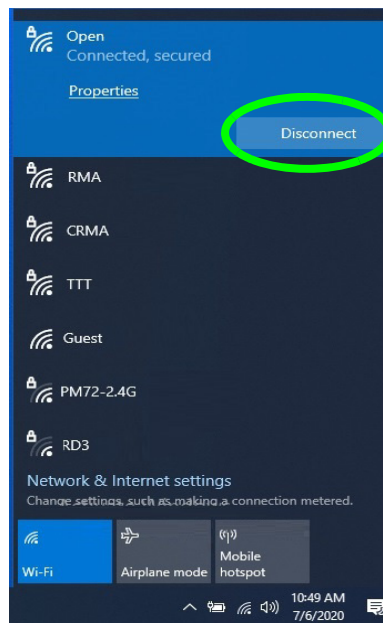 Open
Connected, secured
Properties
Disconnect
RMA
CRMA
TTT
Guest
PM72-2.4G
RD3
Network & Internet settings
Change settings, such as making a connection metered.
Wi-Fi
Airplane mode
Mobile
hotspot
10:49 AM
7/6/2020